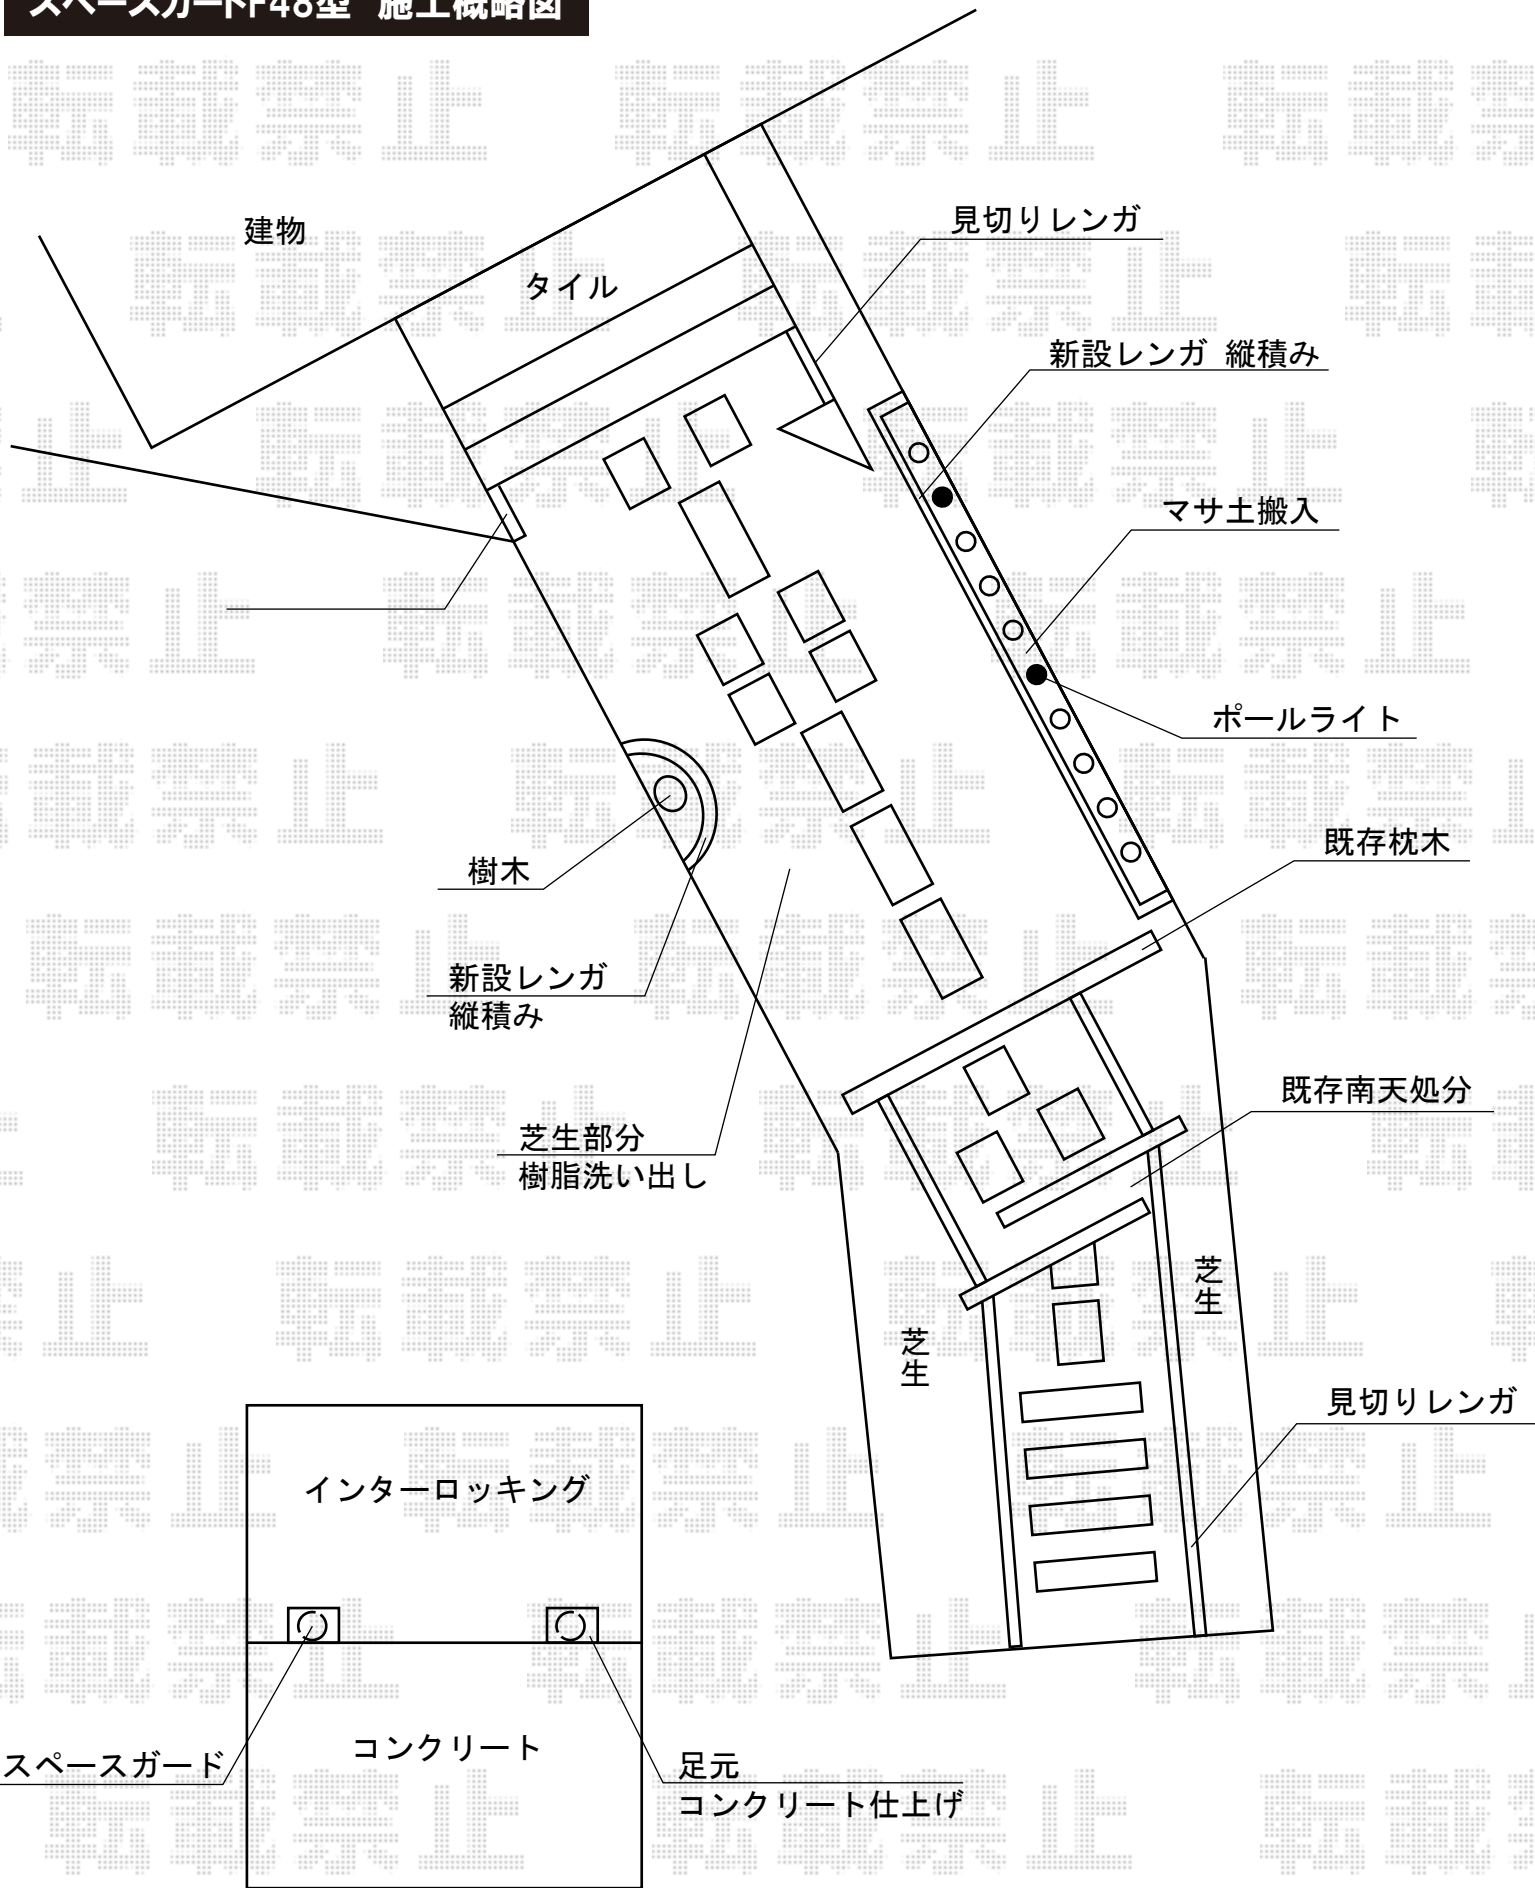 スペースガードF48型 施工概略図
建物
タイル
見切りレンガ
新設レンガ 縦積み
マサ土搬入
ポールライト
既存枕木
樹木
新設レンガ
縦積み
芝生部分
樹脂洗い出し
既存南天処分
芝生
芝生
見切りレンガ
インターロッキング
コンクリート
スペースガード
足元
コンクリート仕上げ
転載禁止